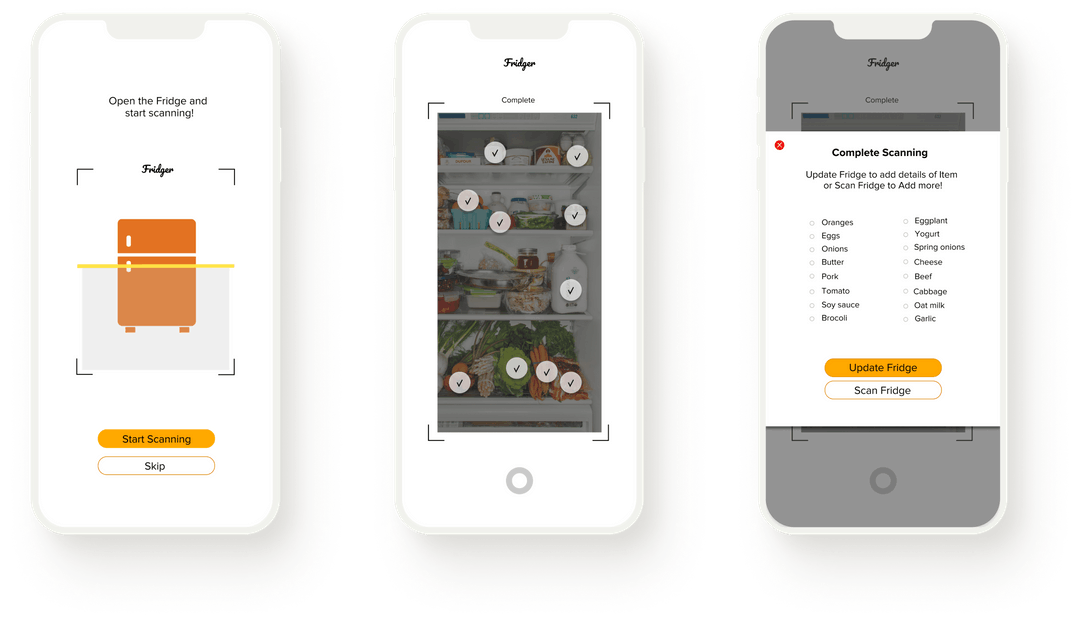 Open the Fridge and
start scanning!
Fridger
Start Scanning
Skip
Fridger
Complete
Fridger
Complete
Complete Scanning
Update Fridge to add details of Item
or Scan Fridge to Add more!
Oranges
Eggs
Onions
Butter
Pork
Tomato
Soy sauce
Brocoli
Eggplant
Yogurt
Spring onions
Cheese
Beef
Cabbage
Oat milk
Garlic
Update Fridge
Scan Fridge